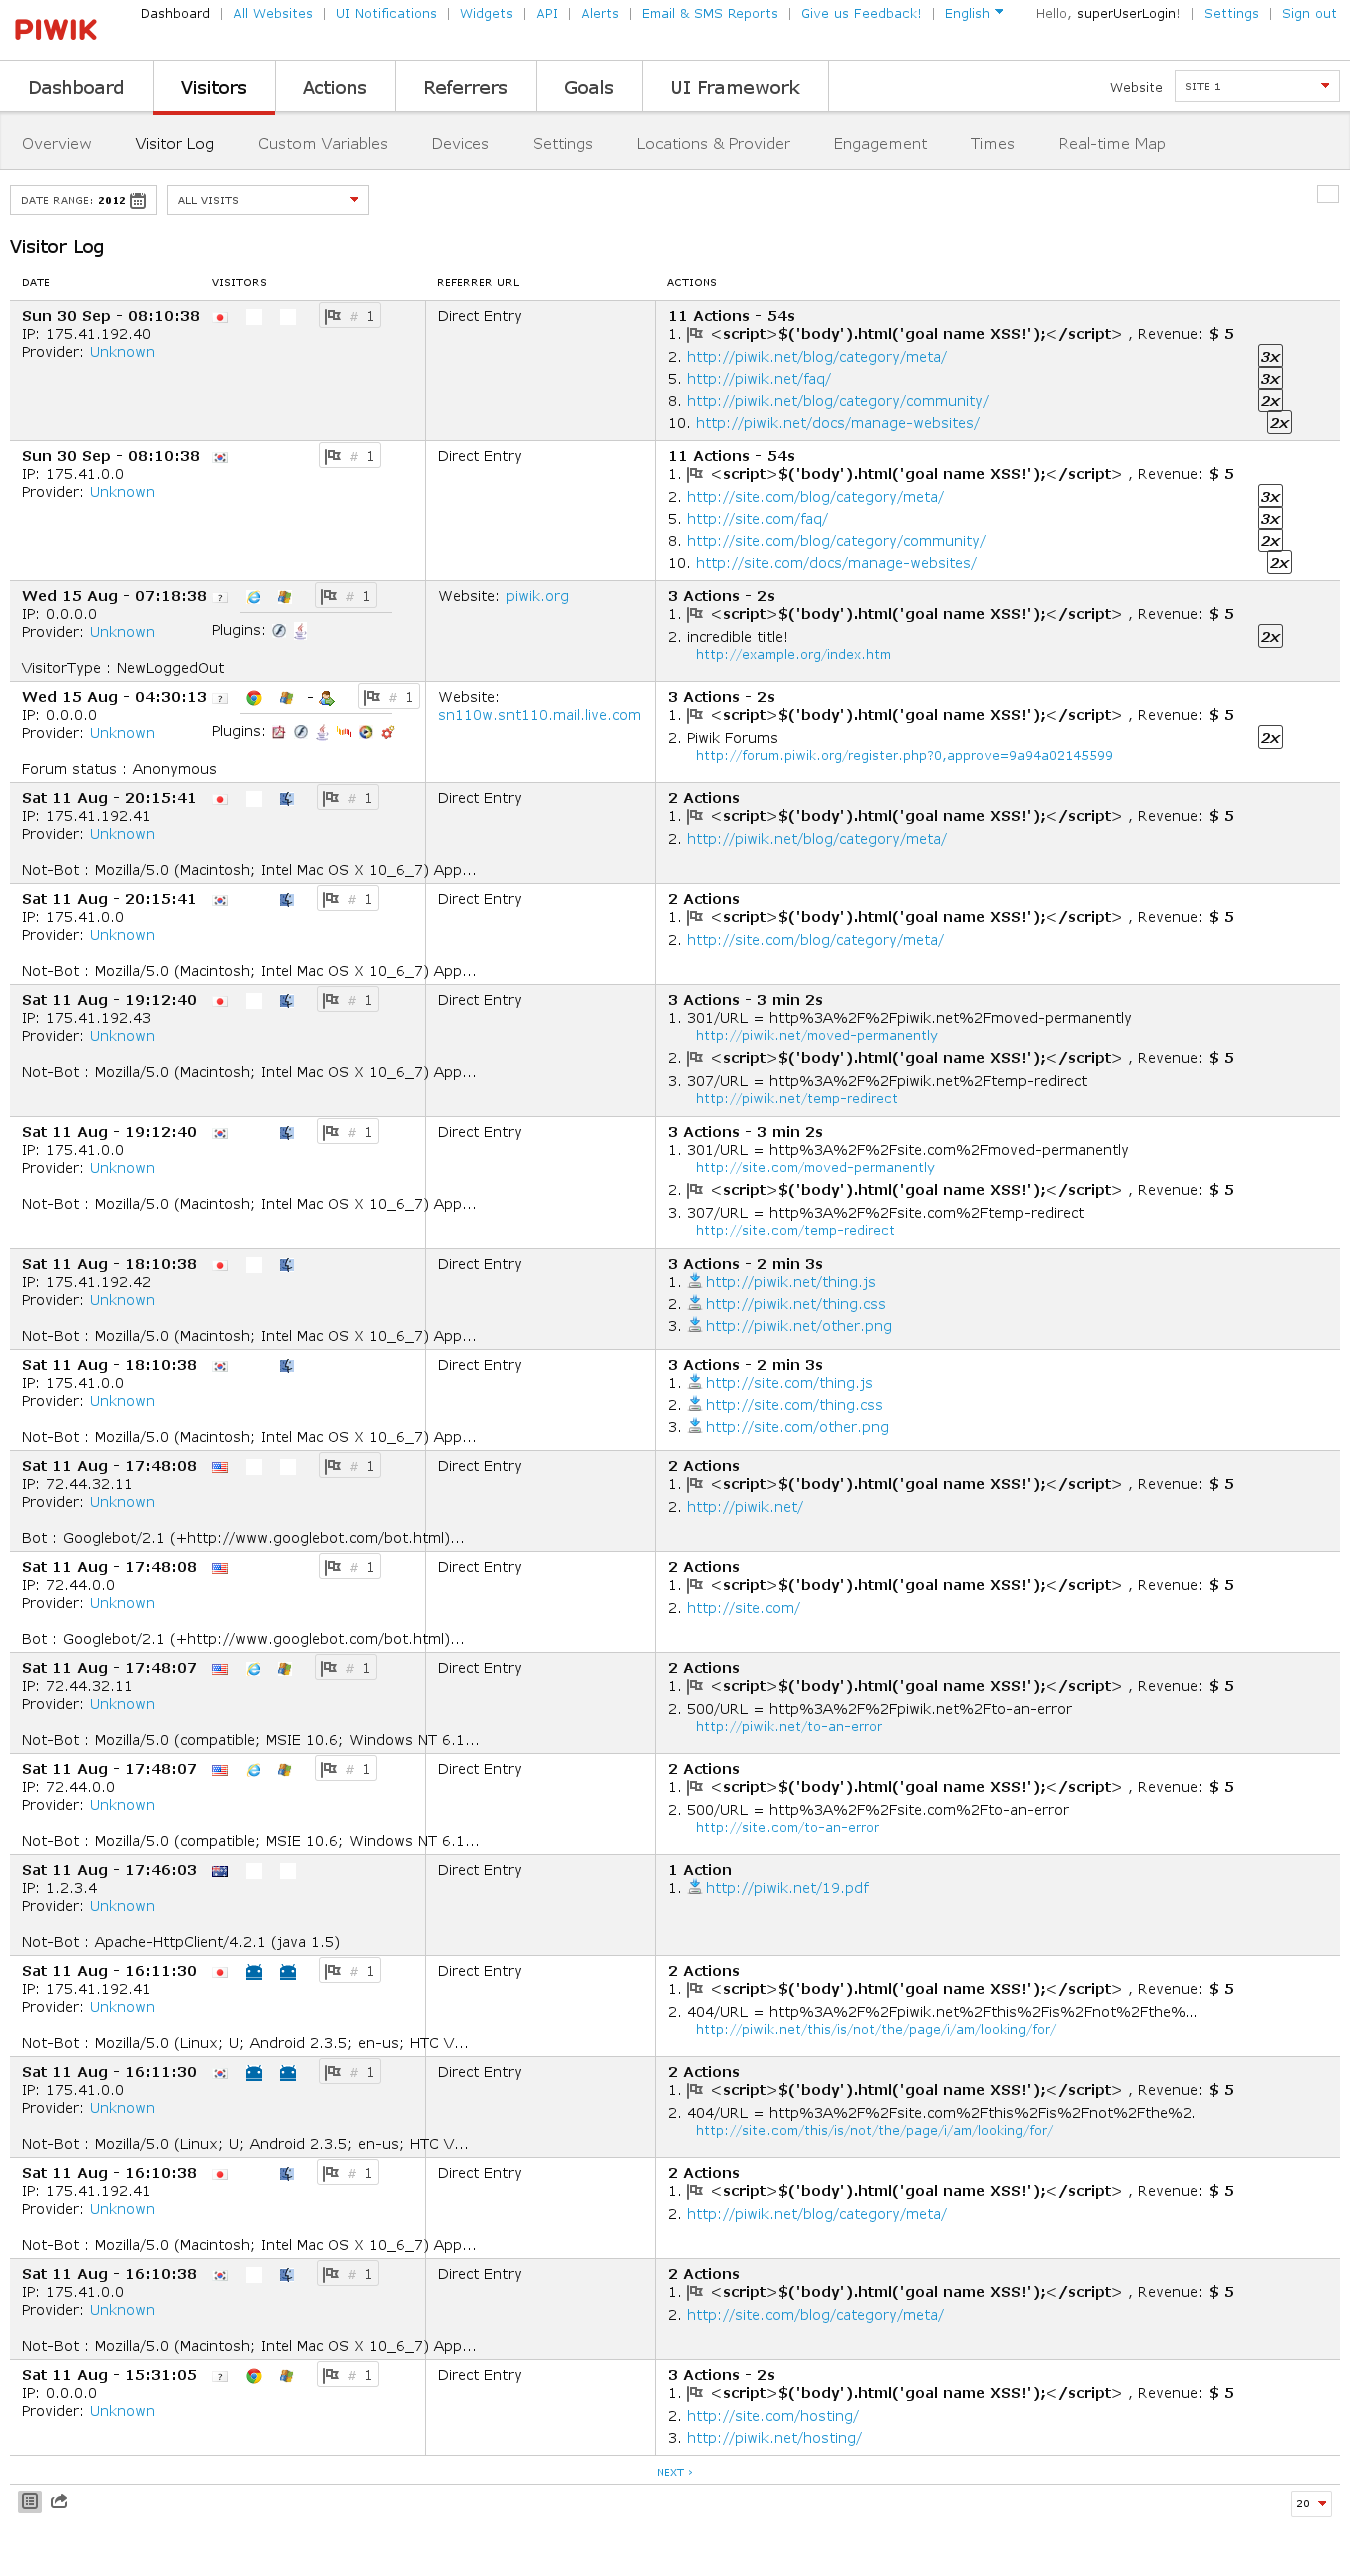 Dashboard | All Websites | UI Notifications | Widgets | API | Alerts | Email & SMS Reports | Give us Feedback! | English Hello, superUserLogin! | Settings | Sign out
PIWIK
Dashboard Visitors Actions Referrers Goals UI Framework Website SITE 1
Overview Visitor Log Custom Variables Devices Settings Locations & Provider Engagement Times Real-time Map
DATE RANGE: 2012 ALL VISITS
Visitor Log
DATE VISITORS REFERRER URL ACTIONS
Sun 30 Sep - 08:10:38 # 1 Direct Entry 11 Actions - 54s
IP: 175.41.192.40 1. <script>$('body').html('goal name XSS!');</script> , Revenue: $ 5
Provider: Unknown 2. http://piwik.net/blog/category/meta/ 3x
5. http://piwik.net/faq/ 3x
8. http://piwik.net/blog/category/community/ 2x
10. http://piwik.net/docs/manage-websites/ 2x
Sun 30 Sep - 08:10:38 # 1 Direct Entry 11 Actions - 54s
IP: 175.41.0.0 1. <script>$('body').html('goal name XSS!');</script> , Revenue: $ 5
Provider: Unknown 2. http://site.com/blog/category/meta/ 3x
5. http://site.com/faq/ 3x
8. http://site.com/blog/category/community/ 2x
10. http://site.com/docs/manage-websites/ 2x
Wed 15 Aug - 07:18:38 ? # 1 Website: piwik.org 3 Actions - 2s
IP: 0.0.0.0 1. <script>$('body').html('goal name XSS!');</script> , Revenue: $ 5
Provider: Unknown Plugins: 2. incredible title! 2x
http://example.org/index.htm
VisitorType : NewLoggedOut
Wed 15 Aug - 04:30:13 ? - # 1 Website: 3 Actions - 2s
IP: 0.0.0.0 sn110w.snt110.mail.live.com 1. <script>$('body').html('goal name XSS!');</script> , Revenue: $ 5
Provider: Unknown Plugins: 2. Piwik Forums 2x
http://forum.piwik.org/register.php?0,approve=9a94a02145599
Forum status : Anonymous
Sat 11 Aug - 20:15:41 # 1 Direct Entry 2 Actions
IP: 175.41.192.41 1. <script>$('body').html('goal name XSS!');</script> , Revenue: $ 5
Provider: Unknown 2. http://piwik.net/blog/category/meta/
Not-Bot : Mozilla/5.0 (Macintosh; Intel Mac OS X 10_6_7) App...
Sat 11 Aug - 20:15:41 # 1 Direct Entry 2 Actions
IP: 175.41.0.0 1. <script>$('body').html('goal name XSS!');</script> , Revenue: $ 5
Provider: Unknown 2. http://site.com/blog/category/meta/
Not-Bot : Mozilla/5.0 (Macintosh; Intel Mac OS X 10_6_7) App...
Sat 11 Aug - 19:12:40 # 1 Direct Entry 3 Actions - 3 min 2s
IP: 175.41.192.43 1. 301/URL = http%3A%2F%2Fpiwik.net%2Fmoved-permanently
Provider: Unknown http://piwik.net/moved-permanently
2. <script>$('body').html('goal name XSS!');</script> , Revenue: $ 5
Not-Bot : Mozilla/5.0 (Macintosh; Intel Mac OS X 10_6_7) App...
3. 307/URL = http%3A%2F%2Fpiwik.net%2Ftemp-redirect
http://piwik.net/temp-redirect
Sat 11 Aug - 19:12:40 # 1 Direct Entry 3 Actions - 3 min 2s
IP: 175.41.0.0 1. 301/URL = http%3A%2F%2Fsite.com%2Fmoved-permanently
Provider: Unknown http://site.com/moved-permanently
2. <script>$('body').html('goal name XSS!');</script> , Revenue: $ 5
Not-Bot : Mozilla/5.0 (Macintosh; Intel Mac OS X 10_6_7) App...
3. 307/URL = http%3A%2F%2Fsite.com%2Ftemp-redirect
http://site.com/temp-redirect
Sat 11 Aug - 18:10:38 Direct Entry 3 Actions - 2 min 3s
IP: 175.41.192.42 1. http://piwik.net/thing.js
Provider: Unknown 2. http://piwik.net/thing.css
3. http://piwik.net/other.png
Not-Bot : Mozilla/5.0 (Macintosh; Intel Mac OS X 10_6_7) App...
Sat 11 Aug - 18:10:38 Direct Entry 3 Actions - 2 min 3s
IP: 175.41.0.0 1. http://site.com/thing.js
Provider: Unknown 2. http://site.com/thing.css
3. http://site.com/other.png
Not-Bot : Mozilla/5.0 (Macintosh; Intel Mac OS X 10_6_7) App...
Sat 11 Aug - 17:48:08 # 1 Direct Entry 2 Actions
IP: 72.44.32.11 1. <script>$('body').html('goal name XSS!');</script> , Revenue: $ 5
Provider: Unknown 2. http://piwik.net/
Bot : Googlebot/2.1 (+http://www.googlebot.com/bot.html)...
Sat 11 Aug - 17:48:08 # 1 Direct Entry 2 Actions
IP: 72.44.0.0 1. <script>$('body').html('goal name XSS!');</script> , Revenue: $ 5
Provider: Unknown 2. http://site.com/
Bot : Googlebot/2.1 (+http://www.googlebot.com/bot.html)...
Sat 11 Aug - 17:48:07 # 1 Direct Entry 2 Actions
IP: 72.44.32.11 1. <script>$('body').html('goal name XSS!');</script> , Revenue: $ 5
Provider: Unknown 2. 500/URL = http%3A%2F%2Fpiwik.net%2Fto-an-error
http://piwik.net/to-an-error
Not-Bot : Mozilla/5.0 (compatible; MSIE 10.6; Windows NT 6.1...
Sat 11 Aug - 17:48:07 # 1 Direct Entry 2 Actions
IP: 72.44.0.0 1. <script>$('body').html('goal name XSS!');</script> , Revenue: $ 5
Provider: Unknown 2. 500/URL = http%3A%2F%2Fsite.com%2Fto-an-error
http://site.com/to-an-error
Not-Bot : Mozilla/5.0 (compatible; MSIE 10.6; Windows NT 6.1...
Sat 11 Aug - 17:46:03 Direct Entry 1 Action
IP: 1.2.3.4 1. http://piwik.net/19.pdf
Provider: Unknown
Not-Bot : Apache-HttpClient/4.2.1 (java 1.5)
Sat 11 Aug - 16:11:30 # 1 Direct Entry 2 Actions
IP: 175.41.192.41 1. <script>$('body').html('goal name XSS!');</script> , Revenue: $ 5
Provider: Unknown 2. 404/URL = http%3A%2F%2Fpiwik.net%2Fthis%2Fis%2Fnot%2Fthe%...
http://piwik.net/this/is/not/the/page/i/am/looking/for/
Not-Bot : Mozilla/5.0 (Linux; U; Android 2.3.5; en-us; HTC V...
Sat 11 Aug - 16:11:30 # 1 Direct Entry 2 Actions
IP: 175.41.0.0 1. <script>$('body').html('goal name XSS!');</script> , Revenue: $ 5
Provider: Unknown 2. 404/URL = http%3A%2F%2Fsite.com%2Fthis%2Fis%2Fnot%2Fthe%2.
http://site.com/this/is/not/the/page/i/am/looking/for/
Not-Bot : Mozilla/5.0 (Linux; U; Android 2.3.5; en-us; HTC V...
Sat 11 Aug - 16:10:38 # 1 Direct Entry 2 Actions
IP: 175.41.192.41 1. <script>$('body').html('goal name XSS!');</script> , Revenue: $ 5
Provider: Unknown 2. http://piwik.net/blog/category/meta/
Not-Bot : Mozilla/5.0 (Macintosh; Intel Mac OS X 10_6_7) App...
Sat 11 Aug - 16:10:38 # 1 Direct Entry 2 Actions
IP: 175.41.0.0 1. <script>$('body').html('goal name XSS!');</script> , Revenue: $ 5
Provider: Unknown 2. http://site.com/blog/category/meta/
Not-Bot : Mozilla/5.0 (Macintosh; Intel Mac OS X 10_6_7) App...
Sat 11 Aug - 15:31:05 ? # 1 Direct Entry 3 Actions - 2s
IP: 0.0.0.0 1. <script>$('body').html('goal name XSS!');</script> , Revenue: $ 5
Provider: Unknown 2. http://site.com/hosting/
3. http://piwik.net/hosting/
NEXT ›
20